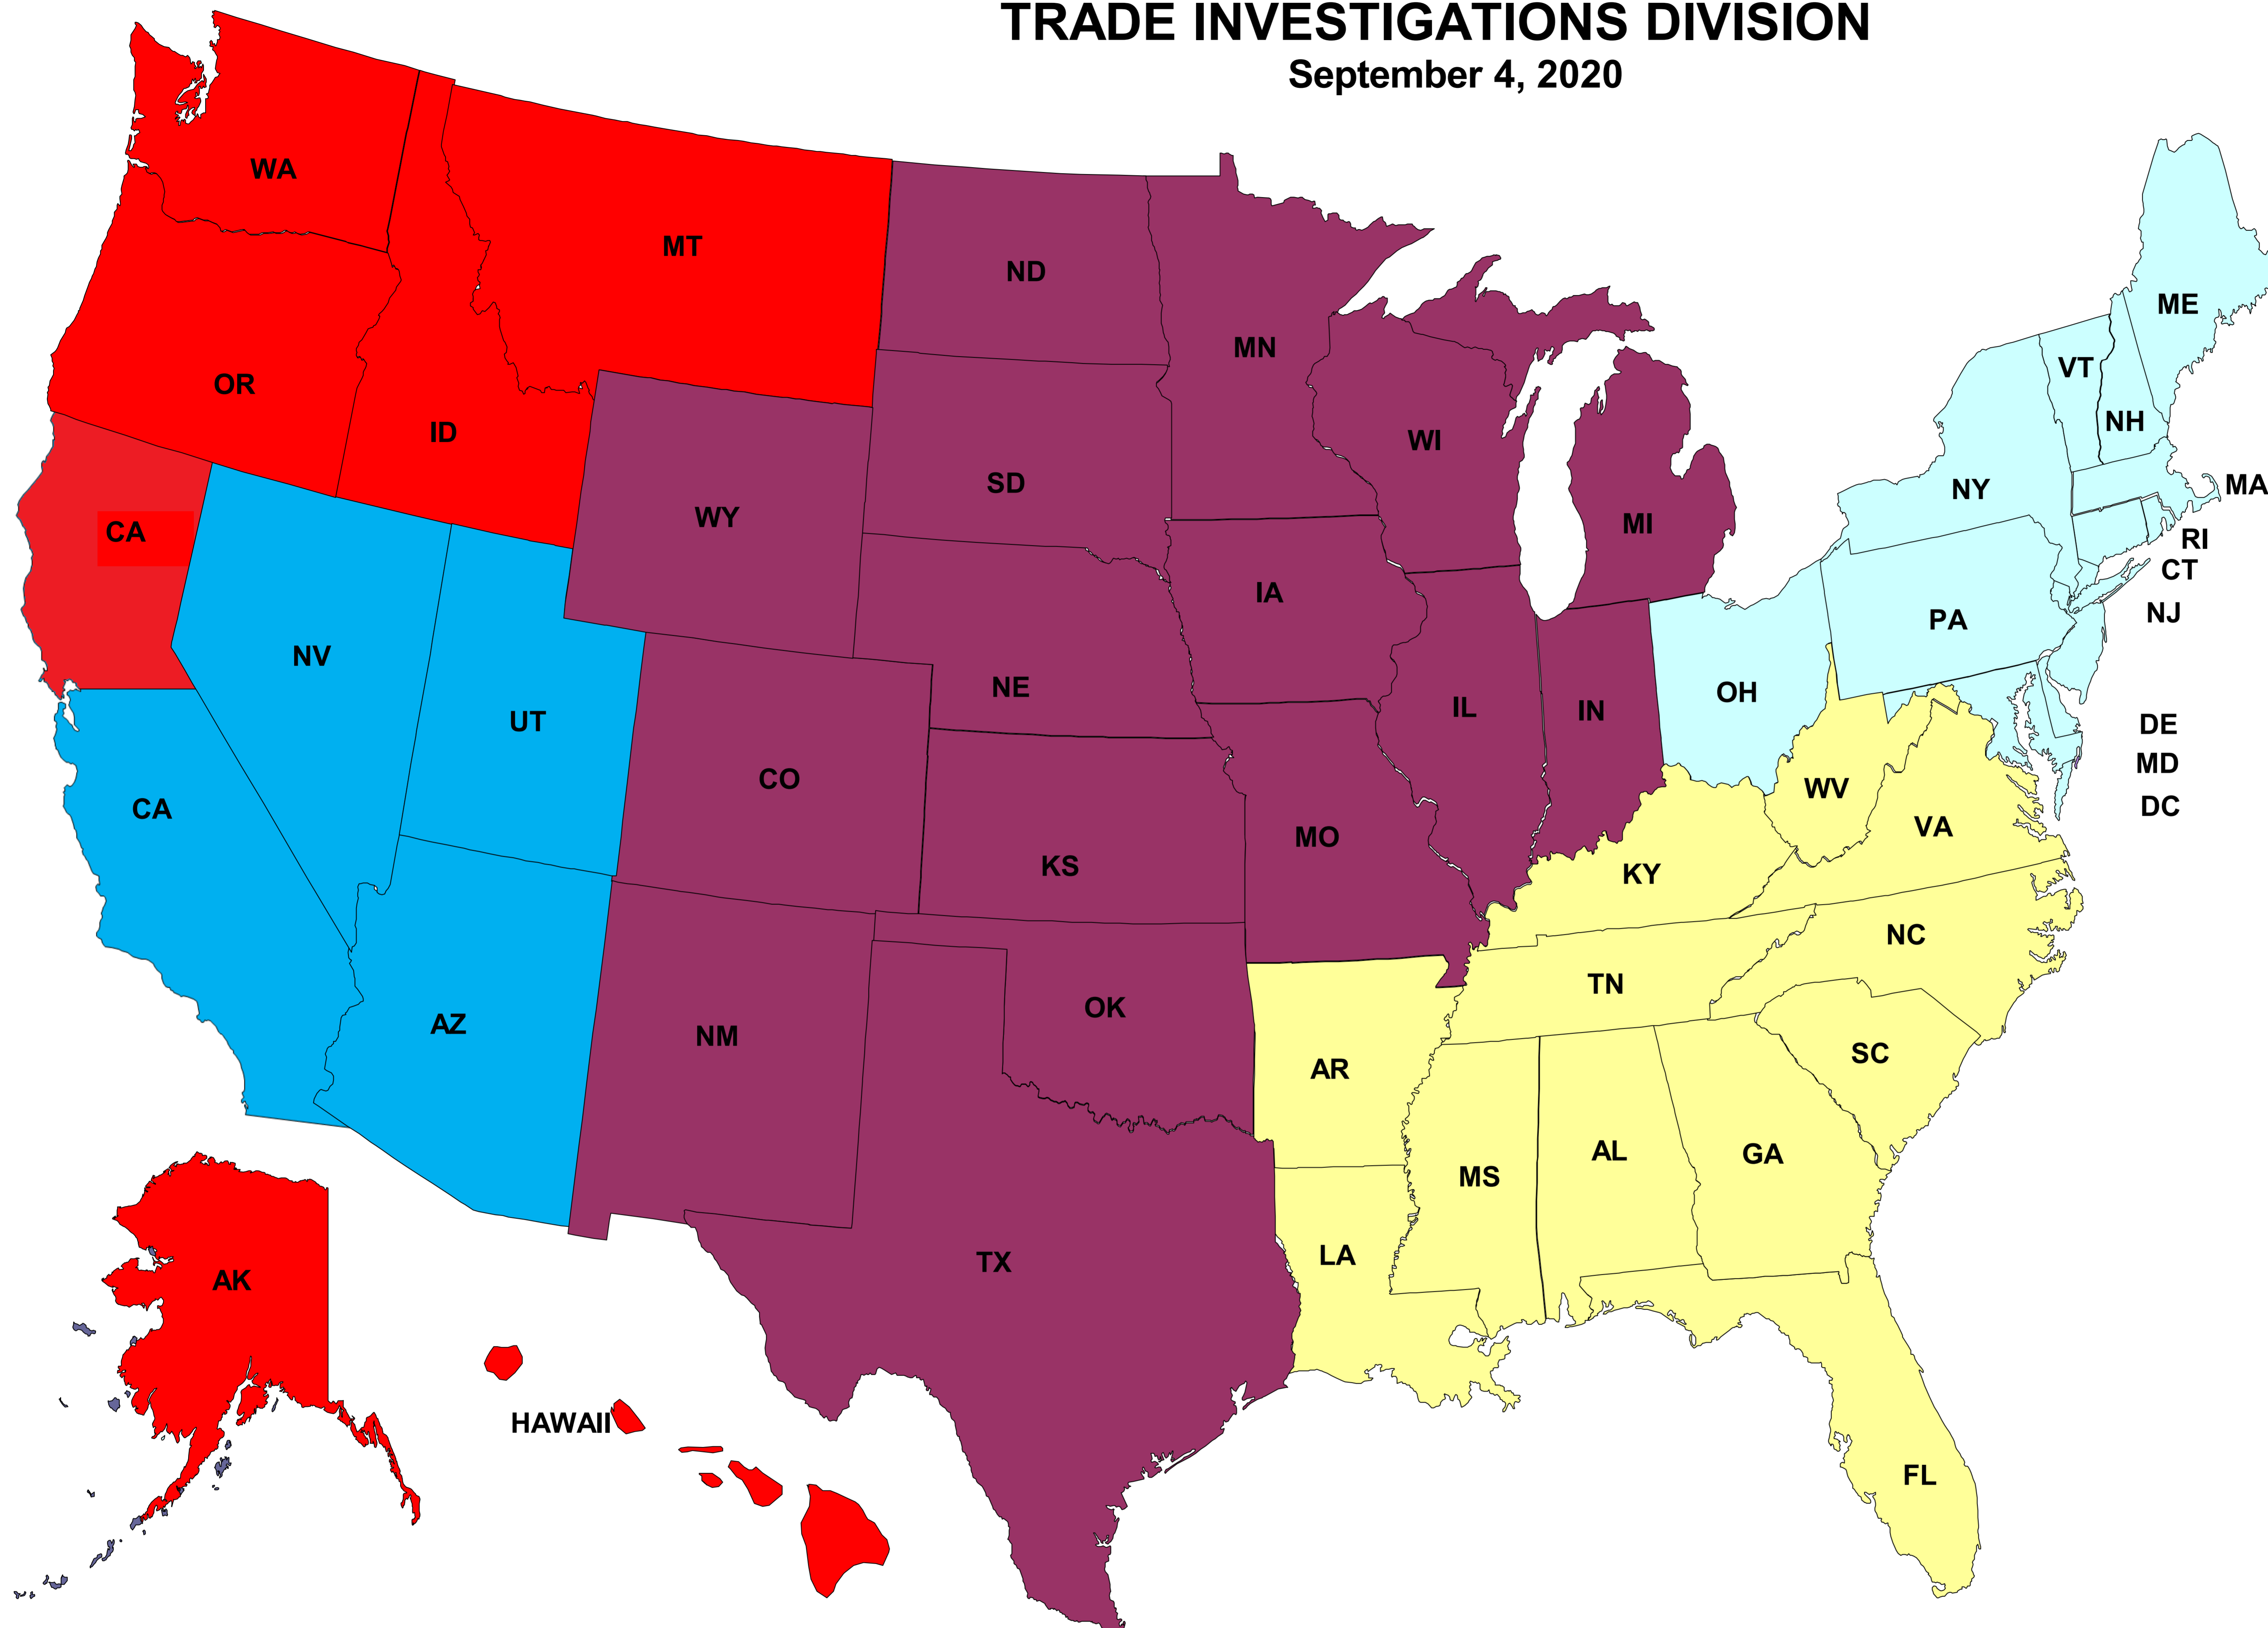 TRADE INVESTIGATIONS DIVISION
September 4, 2020
WA
MT
ND
MN
ME
VT
OR
ID
NH
WI
SD
NY
MA
WY
MI
CA
RI
CT
IA
NJ
PA
NV
NE
OH
IL
IN
UT
DE
MD
CO
WV
DC
CA
VA
MO
KS
KY
NC
TN
OK
AZ
NM
SC
AR
AL
GA
MS
LA
TX
AK
HAWAII
FL